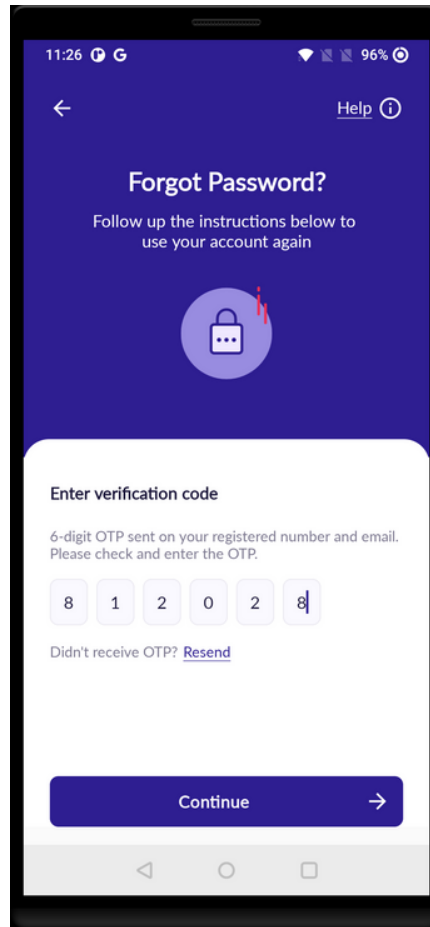 11:26 G 96%
Help
Forgot Password?
Follow up the instructions below to
use your account again
Enter verification code
6-digit OTP sent on your registered number and email.
Please check and enter the OTP.
8 1 2 0 2 8
Didn't receive OTP? Resend
Continue